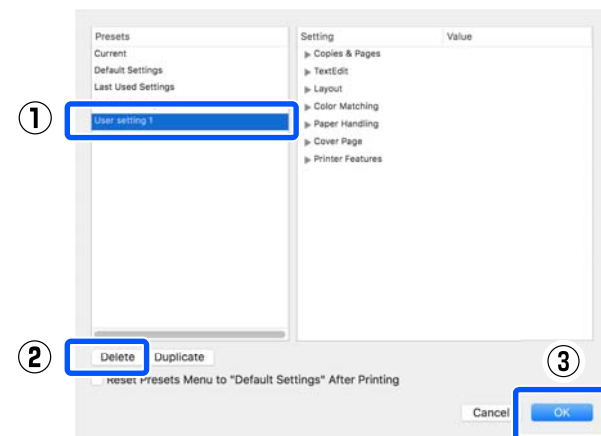 Presets
Setting Value
Current
Default Settings
Last Used Settings
① User setting 1
Copies & Pages
TextEdit
Layout
Color Matching
Paper Handling
Cover Page
Printer Features
② Delete Duplicate
③
Reset Presets Menu to "Default Settings" After Printing
Cancel OK